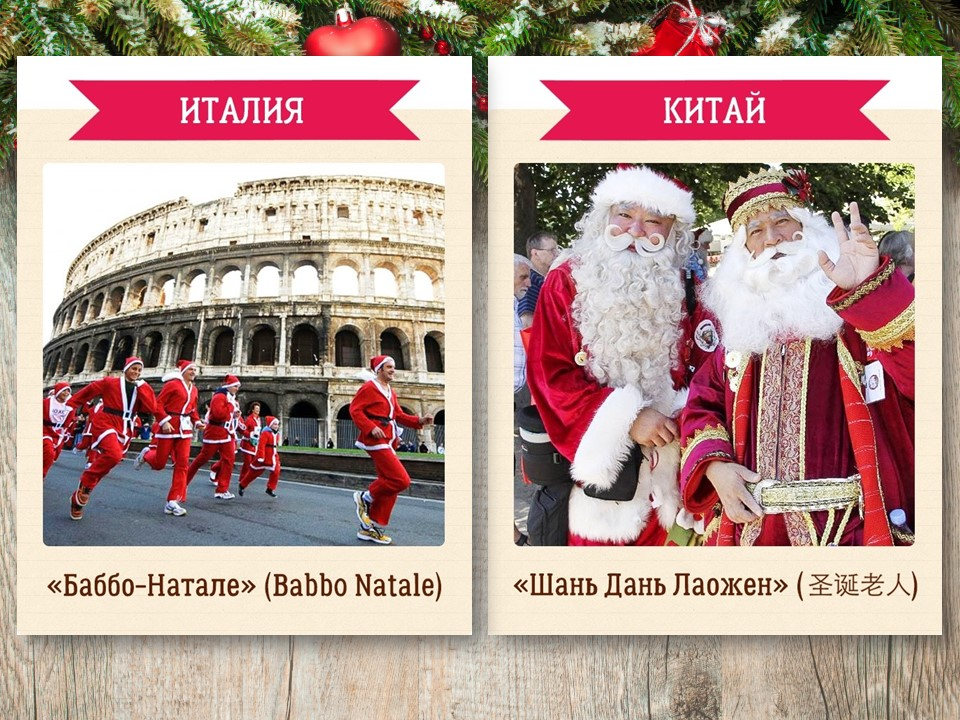 ИТАЛИЯ
«Баббо-Натале» (Babbo Natale)
КИТАЙ
«Шань Дань Лаожен» (圣诞老人)